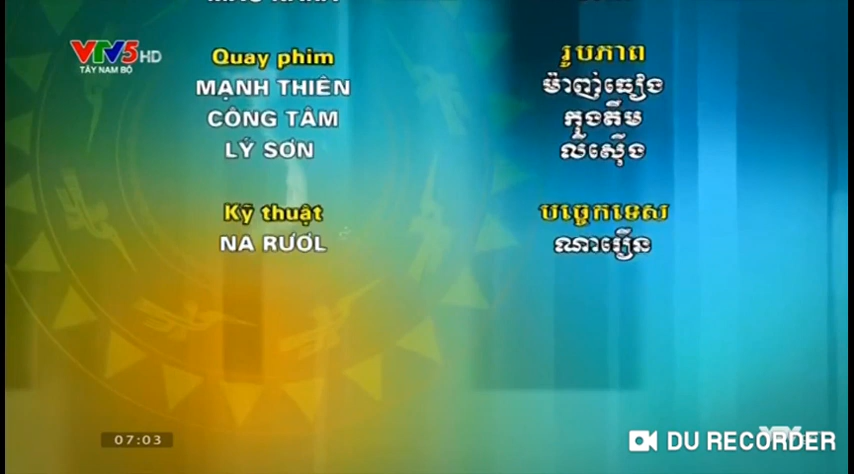 VTV5 HD
TÂY NAM BỘ
Quay phim
រូបភាព
MẠNH THIÊN
ម៉ាញ់ធៀង
CÔNG TÂM
កុងតឹម
LÝ SƠN
លីស៊ើង
Kỹ thuật
បច្ចេកទេស
NA RƯƠL
ណារឿន
07:03
DU RECORDER